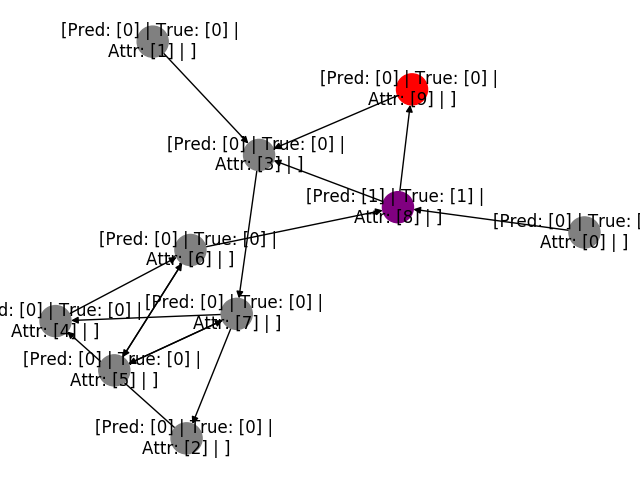 [Pred: [0] | True: [0] |
Attr: [1] | ]
[Pred: [0] | True: [0] |
Attr: [9] | ]
[Pred: [0] | True: [0] |
Attr: [3] | ]
[Pred: [1] | True: [1] |
Attr: [8] | ]
[Pred: [0] | True: [
Attr: [0] | ]
[Pred: [0] | True: [0] |
Attr: [6] | ]
d: [0] | True: [0] |
Attr: [4] | ]
[Pred: [0] | True: [0] |
Attr: [7] | ]
[Pred: [0] | True: [0] |
Attr: [5] | ]
[Pred: [0] | True: [0] |
Attr: [2] | ]